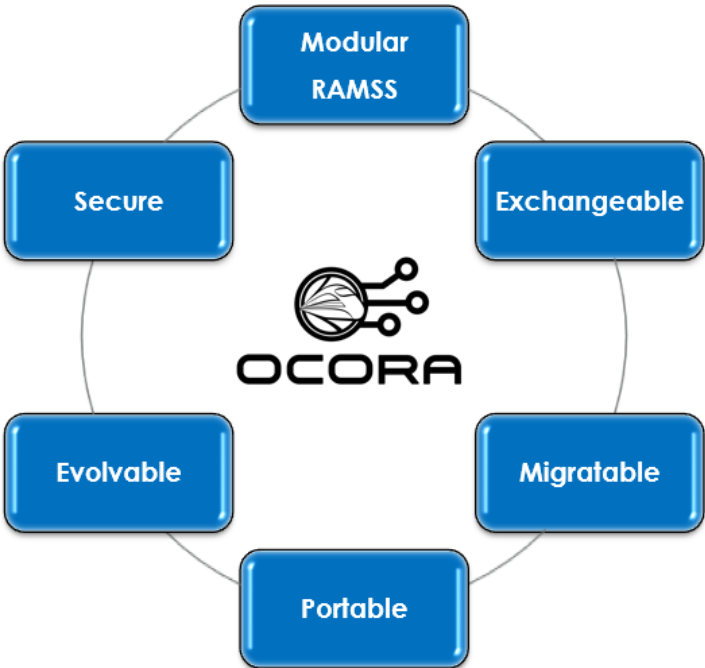 Modular
RAMSS
Secure
Exchangeable
OCORA
Evolvable
Migratable
Portable